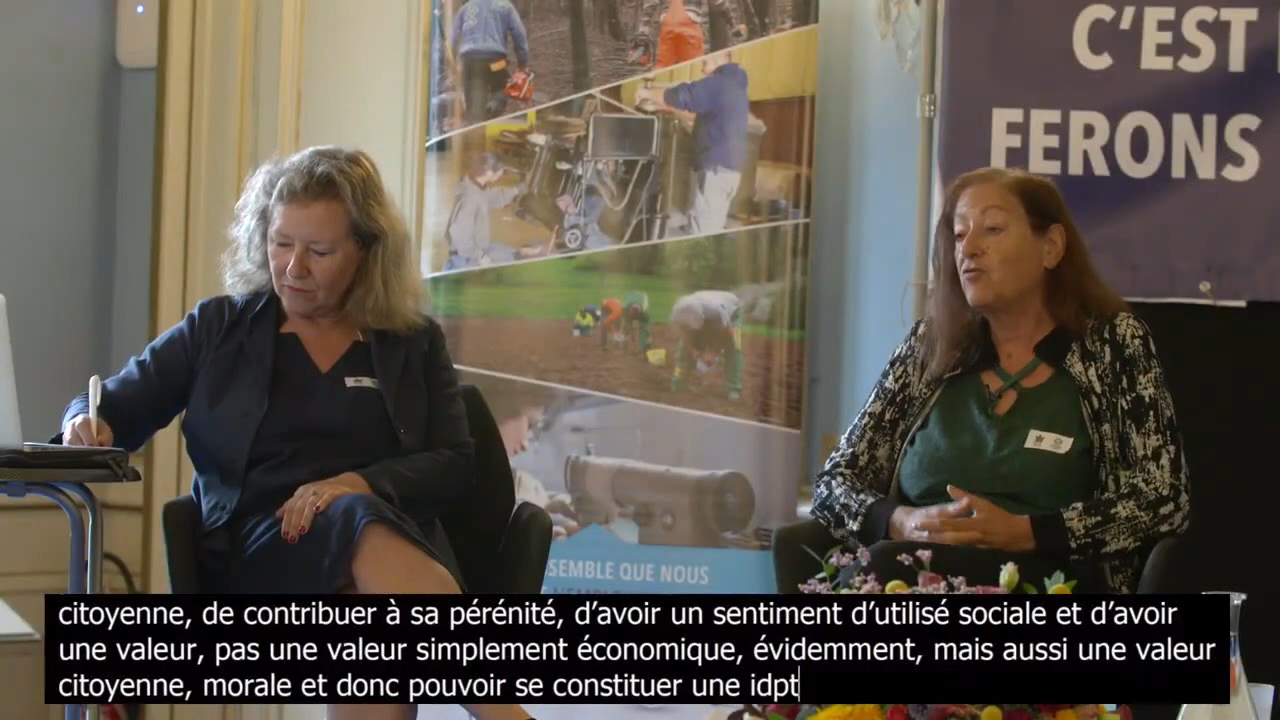 C'EST
FERONS
SEMBLE QUE NOUS
citoyenne, de contribuer à sa pérénité, d'avoir un sentiment d'utilisé sociale et d'avoir
une valeur, pas une valeur simplement économique, évidemment, mais aussi une valeur
citoyenne, morale et donc pouvoir se constituer une idpt